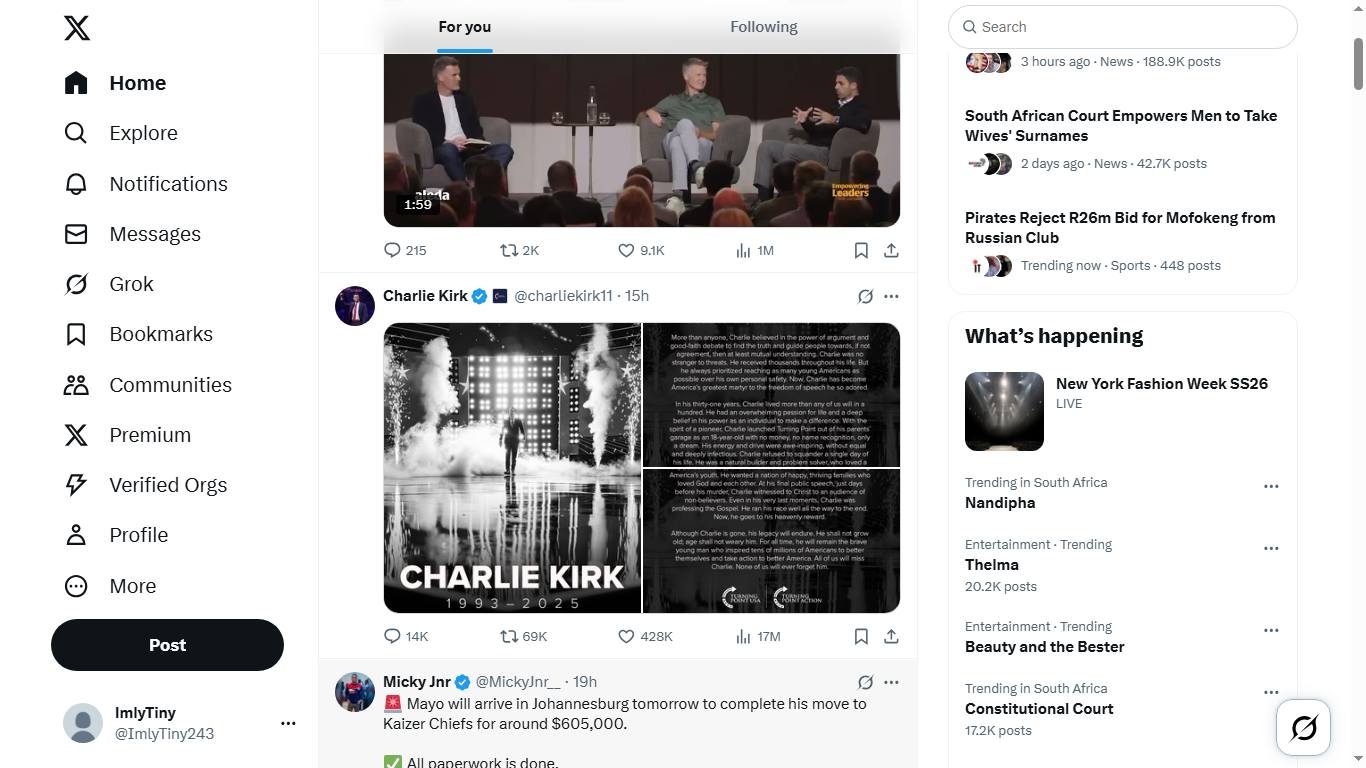 Home
Explore
Notifications
Messages
Grok
Bookmarks
Communities
Premium
Verified Orgs
Profile
More
Post
ImlyTiny
@ImlyTiny243
For you
Following
Empowering
Leaders
1:59
215
2K
9.1K
1M
Charlie Kirk @charliekirk11 · 15h
CHARLIE KIRK
1993–2025
More than anyone, Charlie believed in the power of argument and
good-faith debate to find the truth and guide people towards, if not
agreement, then at least mutual understanding. Charlie was no
stranger to threats. He received thousands throughout his life. But
he always prioritized reaching as many young Americans as
possible over his own personal safety. Now, Charlie has become
America's greatest martyr to the freedom of speech he so adored.
In his thirty-one years, Charlie lived more than any of us will in a
hundred. He had an overwhelming passion for life and a deep
belief in his power as an individual to make a difference. With the
spirit of a pioneer, Charlie launched Turning Point out of his parents'
garage as an 18-year-old with no money, no name recognition, only
a dream. His energy and drive were awe-inspiring, without equal
and deeply infectious. Charlie refused to squander a single day of
his life. He was a natural builder and problem solver, who loved a
America's youth. He wanted a nation of happy, thriving families who
loved God and each other. At his final public speech, just days
before his murder, Charlie witnessed to Christ to an audience of
non-believers. Even in his very last moments, Charlie was
professing the Gospel. He ran his race well all the way to the end.
Now, he goes to his heavenly reward.
Although Charlie is gone, his legacy will endure. He shall not grow
old; age shall not weary him. For all time, he will remain the brave
young man who inspired tens of millions of Americans to better
themselves and take action to better America. All of us will miss
Charlie. None of us will ever forget him.
TURNING POINT USA
TURNING POINT ACTION
14K
69K
428K
17M
Micky Jnr @MickyJnr__ · 19h
🚨 Mayo will arrive in Johannesburg tomorrow to complete his move to
Kaizer Chiefs for around $605,000.
✅ All paperwork is done.
Search
3 hours ago · News · 188.9K posts
South African Court Empowers Men to Take
Wives' Surnames
2 days ago · News · 42.7K posts
Pirates Reject R26m Bid for Mofokeng from
Russian Club
Trending now · Sports · 448 posts
What's happening
New York Fashion Week SS26
LIVE
Trending in South Africa
Nandipha
Entertainment · Trending
Thelma
20.2K posts
Entertainment · Trending
Beauty and the Bester
Trending in South Africa
Constitutional Court
17.2K posts